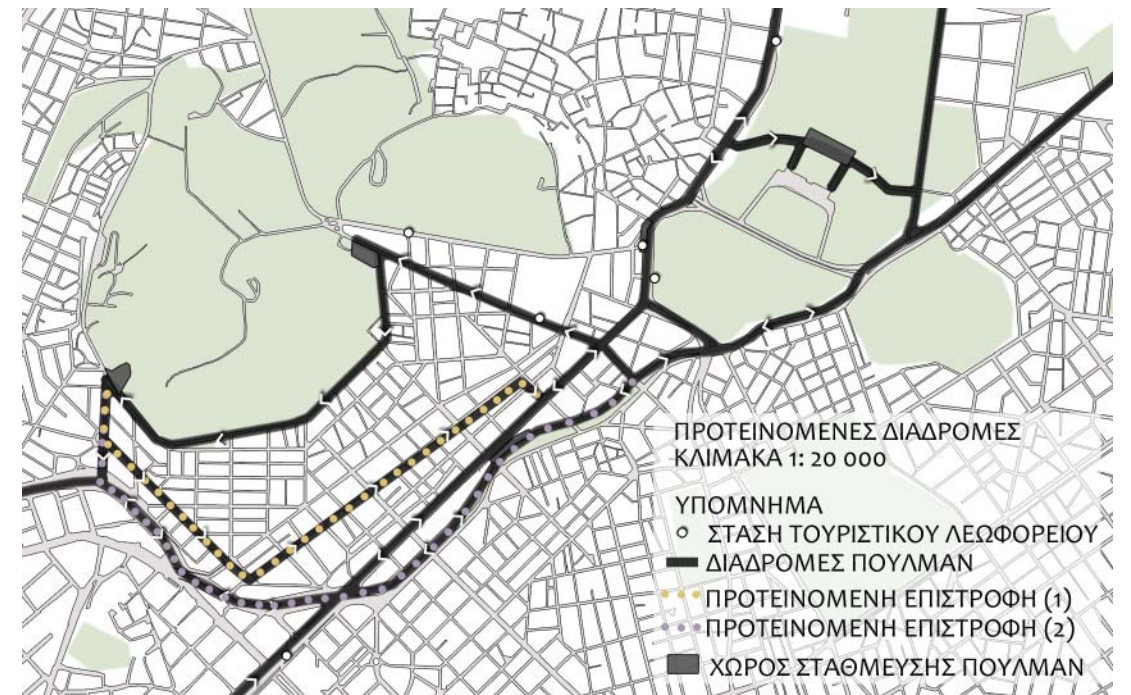 ΠΡΟΤΕΙΝΟΜΕΝΕΣ ΔΙΑΔΡΟΜΕΣ
ΚΛΙΜΑΚΑ 1: 20 000
ΥΠΟΜΝΗΜΑ
ΣΤΑΣΗ ΤΟΥΡΙΣΤΙΚΟΥ ΛΕΩΦΟΡΕΙΟΥ
ΔΙΑΔΡΟΜΕΣ ΠΟΥΛΜΑΝ
ΠΡΟΤΕΙΝΟΜΕΝΗ ΕΠΙΣΤΡΟΦΗ (1)
ΠΡΟΤΕΙΝΟΜΕΝΗ ΕΠΙΣΤΡΟΦΗ (2)
ΧΩΡΟΣ ΣΤΑΘΜΕΥΣΗΣ ΠΟΥΛΜΑΝ